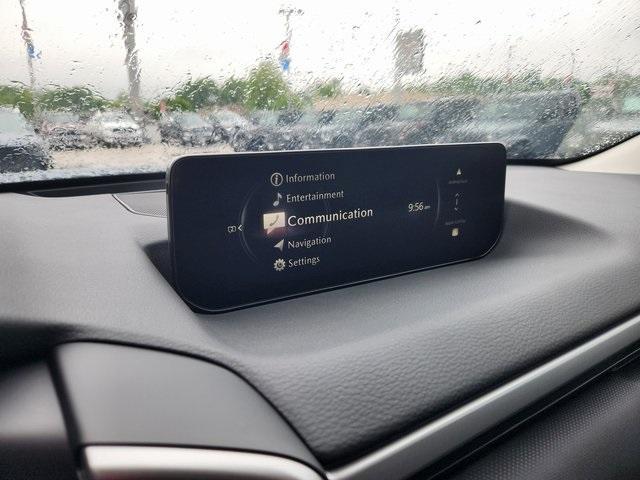 Information
Entertainment
Communication
9:56 am
Navigation
Settings